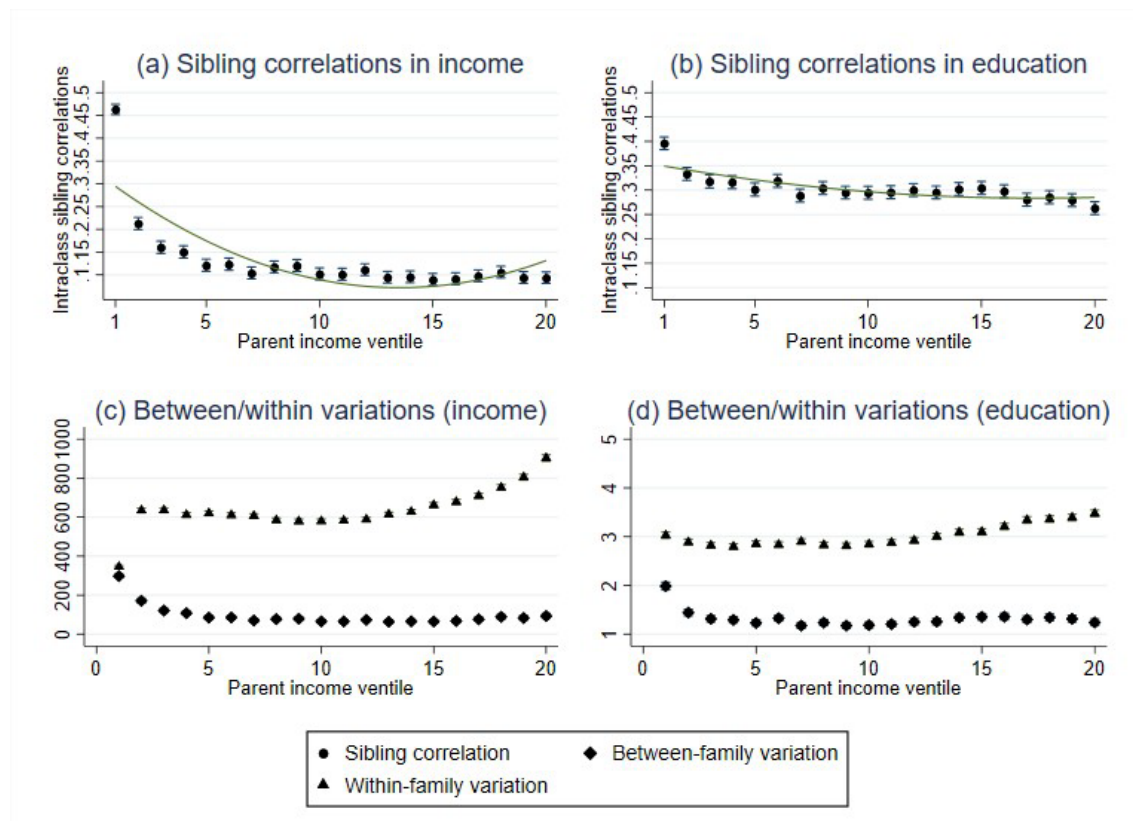 (a) Sibling correlations in income
Intraclass sibling correlations
.1 .15 .2 .25 .3 .35 .4 .45 .5
1 5 10 15 20
Parent income ventile
(b) Sibling correlations in education
Intraclass sibling correlations
.1 .15 .2 .25 .3 .35 .4 .45 .5
1 5 10 15 20
Parent income ventile
(c) Between/within variations (income)
0 200 400 600 800 1000
0 5 10 15 20
Parent income ventile
(d) Between/within variations (education)
1 2 3 4 5
0 5 10 15 20
Parent income ventile
Sibling correlation
Between-family variation
Within-family variation